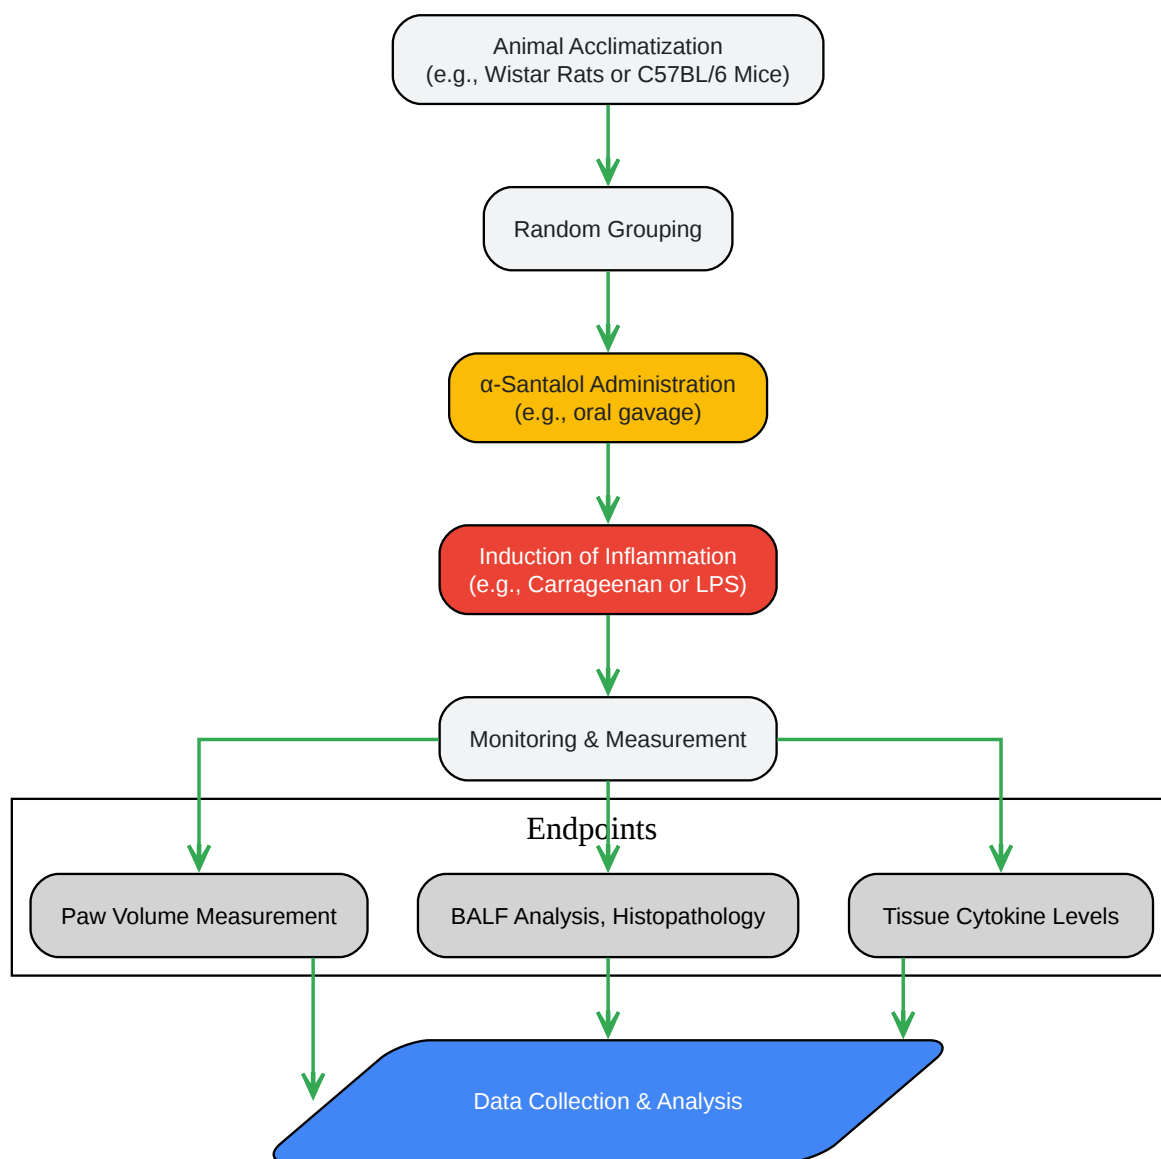 Animal Acclimatization
(e.g., Wistar Rats or C57BL/6 Mice)
Random Grouping
α-Santalol Administration
(e.g., oral gavage)
Induction of Inflammation
(e.g., Carrageenan or LPS)
Monitoring & Measurement
Endpoints
Paw Volume Measurement
BALF Analysis, Histopathology
Tissue Cytokine Levels
Data Collection & Analysis